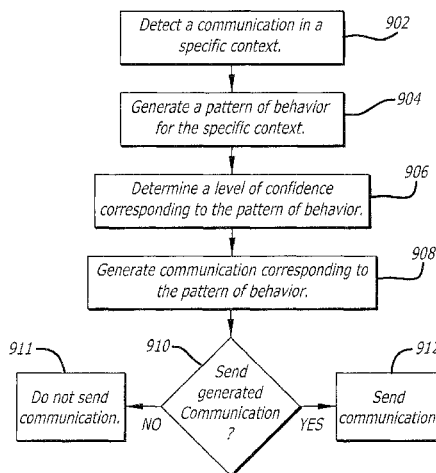 Detect a communication in a
specific context.
902
Generate a pattern of behavior
for the specific context.
904
Determine a level of confidence
corresponding to the pattern of behavior.
906
Generate communication corresponding to
the pattern of behavior.
908
910
Send
generated
Communication
?
911
Do not send
communication.
NO
YES
912
Send
communication.